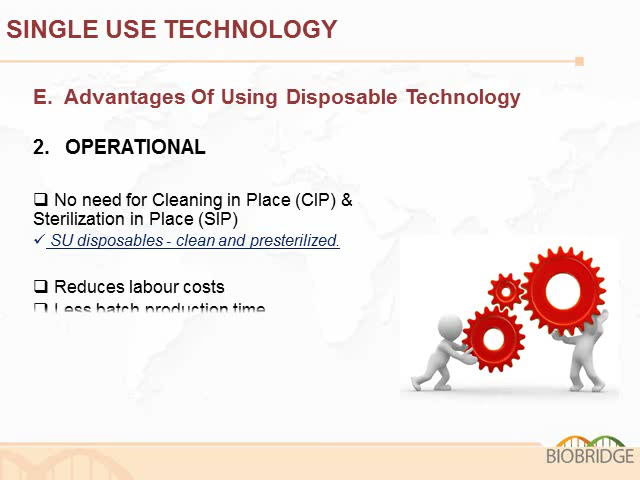 SINGLE USE TECHNOLOGY
E. Advantages Of Using Disposable Technology
2. OPERATIONAL
❑ No need for Cleaning in Place (CIP) &
Sterilization in Place (SIP)
✓ SU disposables - clean and presterilized.
❑ Reduces labour costs
❑ Less batch production time
BIOBRIDGE